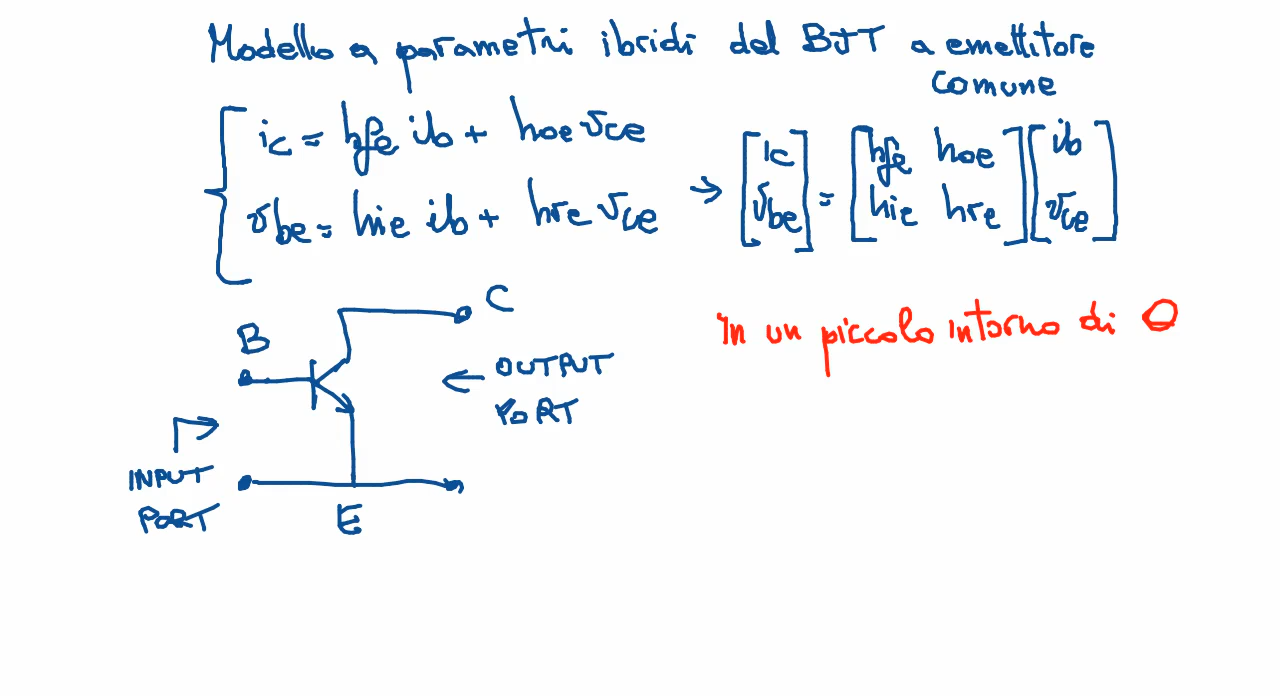 Modello a parametri ibridi del BJT a emettitore
comune
ic = hfe ib + hoe vce
vbe = hie ib + hre vce
→ [ic vbe] = [hfe hoe hie hre] [ib vce]
In un piccolo intorno di Q
C
B
← OUTPUT
PORT
INPUT
PORT
E